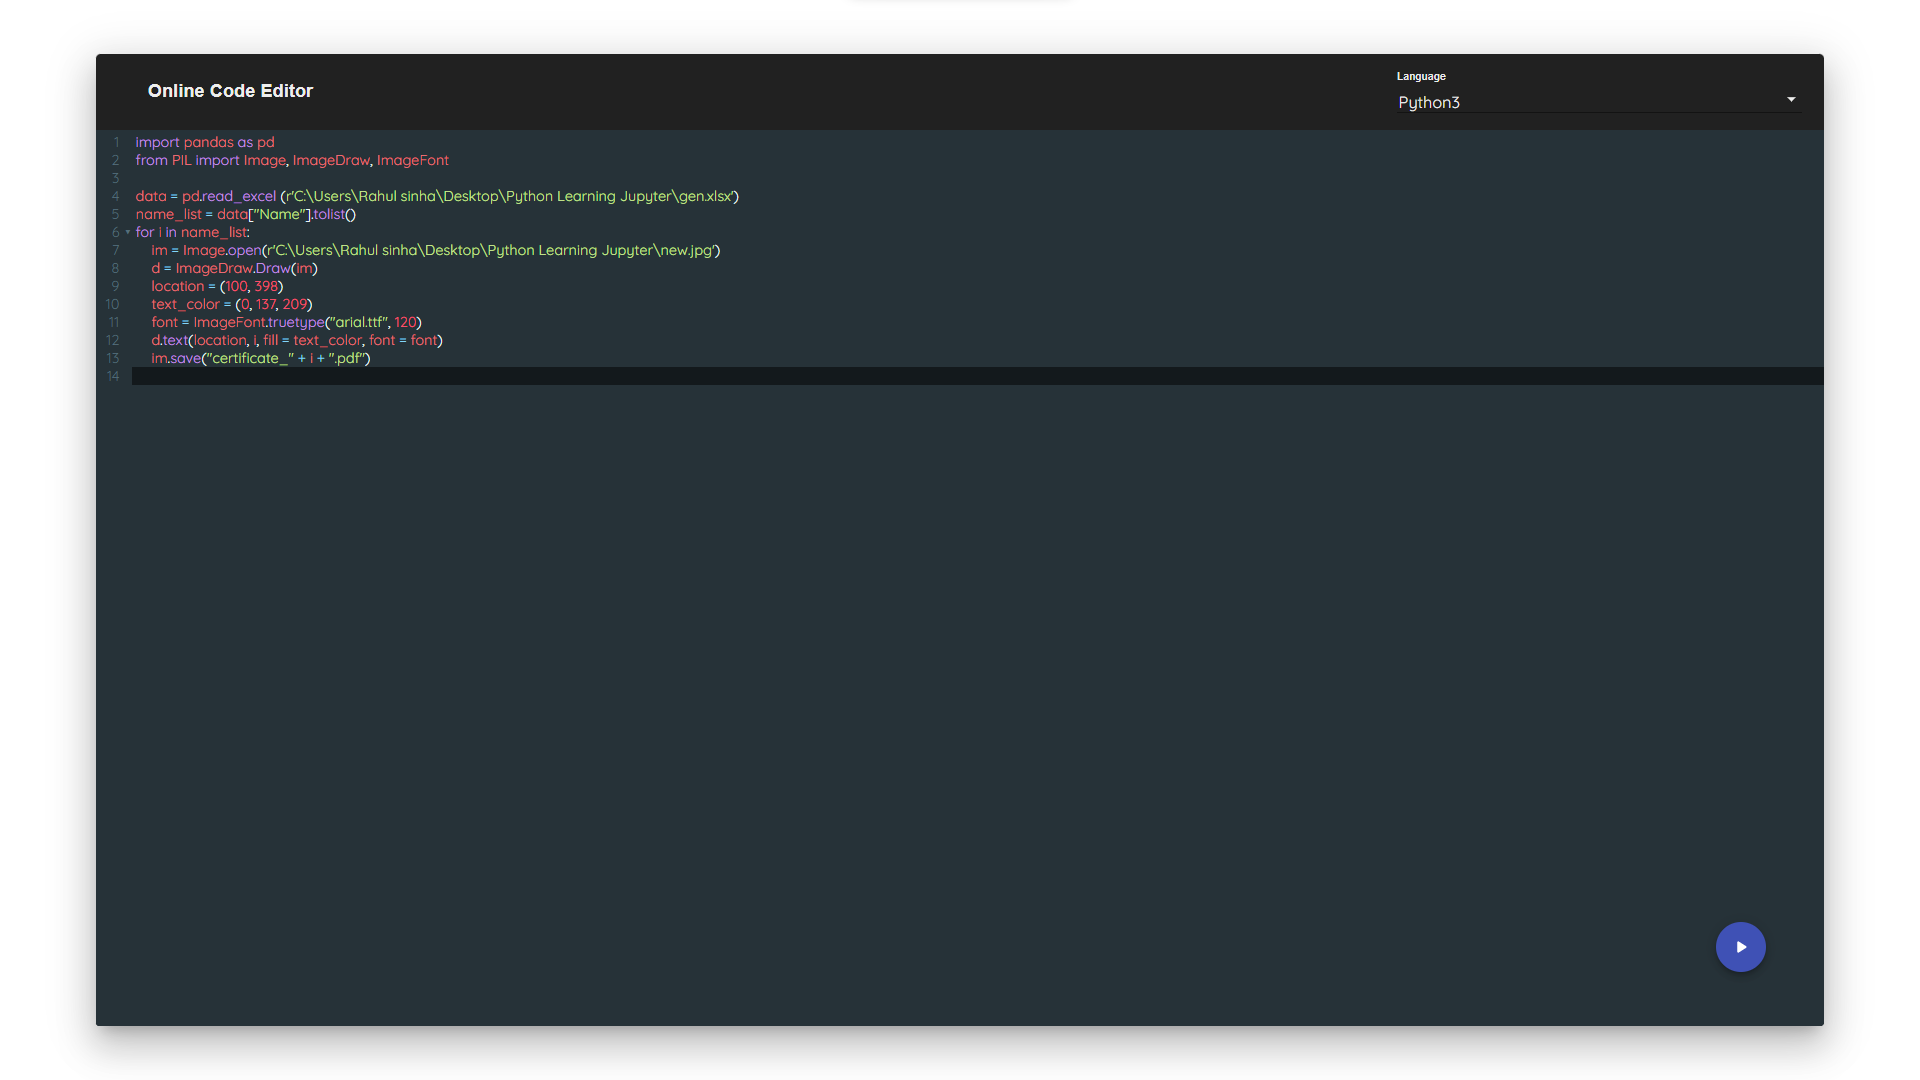 Online Code Editor
Language
Python3
1 import pandas as pd
2 from PIL import Image, ImageDraw, ImageFont
3
4 data = pd.read_excel (r'C:\Users\Rahul sinha\Desktop\Python Learning Jupyter\gen.xlsx')
5 name_list = data["Name"].tolist()
6 for i in name_list:
7     im = Image.open(r'C:\Users\Rahul sinha\Desktop\Python Learning Jupyter\new.jpg')
8     d = ImageDraw.Draw(im)
9     location = (100, 398)
10     text_color = (0, 137, 209)
11     font = ImageFont.truetype("arial.ttf", 120)
12     d.text(location, i, fill = text_color, font = font)
13     im.save("certificate_" + i + ".pdf")
14